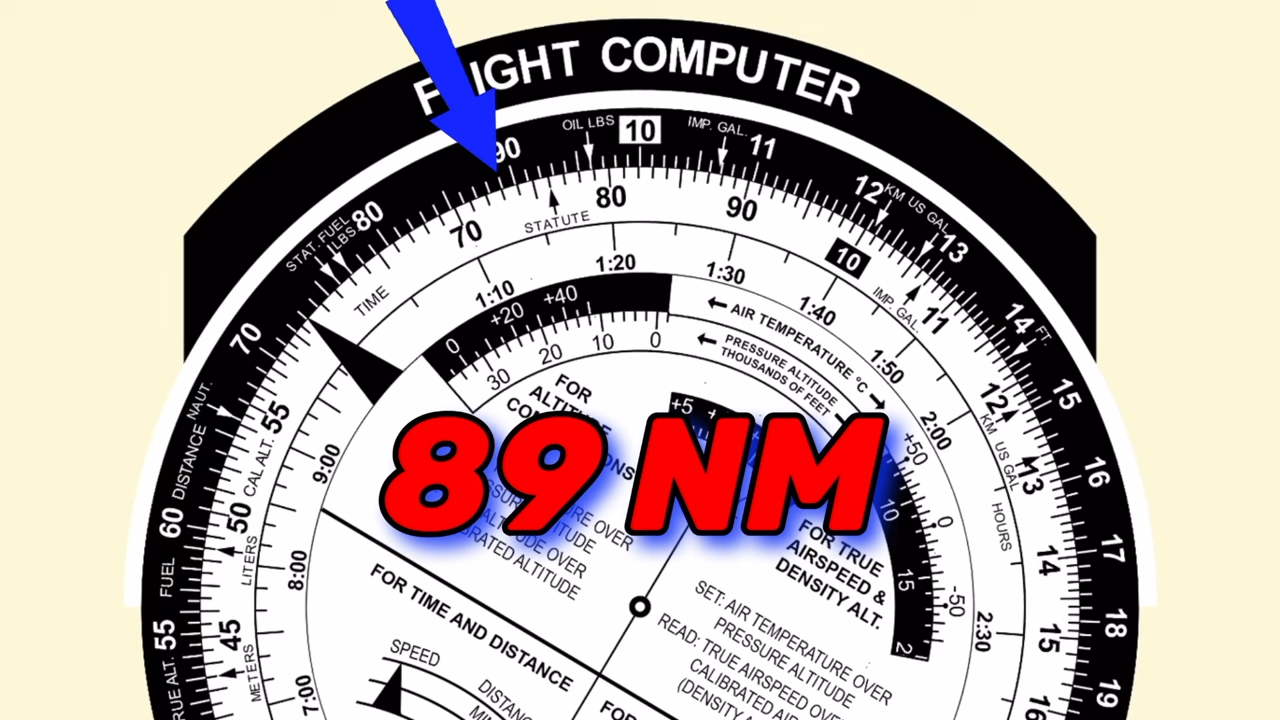 FLIGHT COMPUTER
OIL LBS
10
IMP. GAL.
90
11
STAT. FUEL
LBS
80
12
KM
US GAL.
13
70
STATUTE
80
90
10
IMP. GAL.
11
14
FT.
TIME
1:10
1:20
1:30
1:40
1:50
2:00
0
+20
+40
AIR TEMPERATURE °C
PRESSURE ALTITUDE
THOUSANDS OF FEET
30
20
10
0
70
55
9:00
12
15
KM
US GAL
13
16
NAUT.
DISTANCE
CAL ALT.
FOR
+5
+50
89 NM
60
50
LITERS
8:00
10
0
HOURS
14
17
FUEL
FOR TRUE
AIRSPEED &
DENSITY ALT.
15
-50
2:30
15
18
55
45
METERS
7:00
FOR TIME AND DISTANCE
SPEED
SET: AIR TEMPERATURE OVER
PRESSURE ALTITUDE
READ: TRUE AIRSPEED OVER
2
16
19